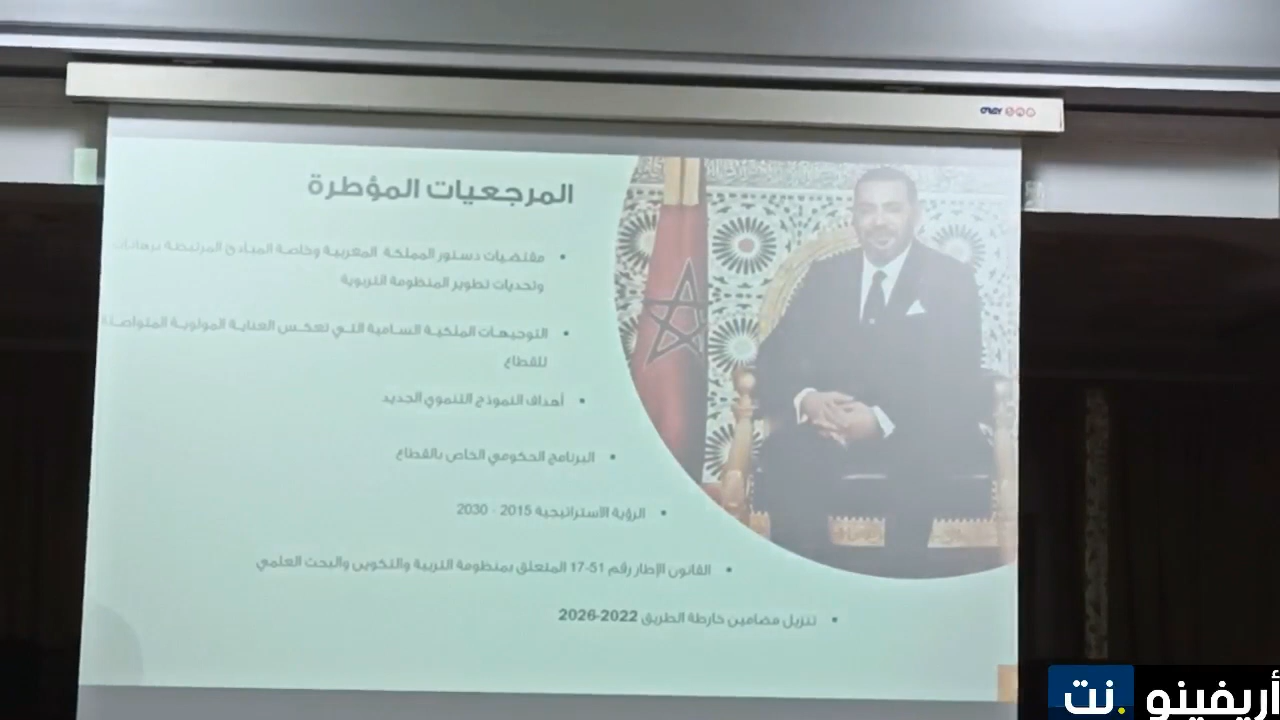 المرجعيات المؤطرة
• مقتضيات دستور المملكة المغربية وخاصة المبادئ المرتبطة برهانات
وتحديات تطوير المنظومة التربوية
• التوجيهات الملكية السامية التي تعكس العناية المولوية المتواصلة
للقطاع
• أهداف النموذج التنموي الجديد
• البرنامج الحكومي الخاص بالقطاع
• الرؤية الاستراتيجية 2015 - 2030
• القانون الإطار رقم 51-17 المتعلق بمنظومة التربية والتكوين والبحث العلمي
• تنزيل مضامين خارطة الطريق 2022-2026
أريفينو.نت